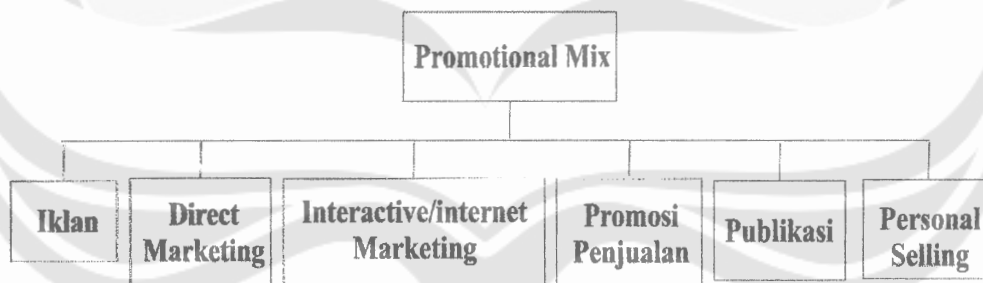 Promotional Mix
Iklan
Direct
Marketing
Interactive/internet
Marketing
Promosi
Penjualan
Publikasi
Personal
Selling